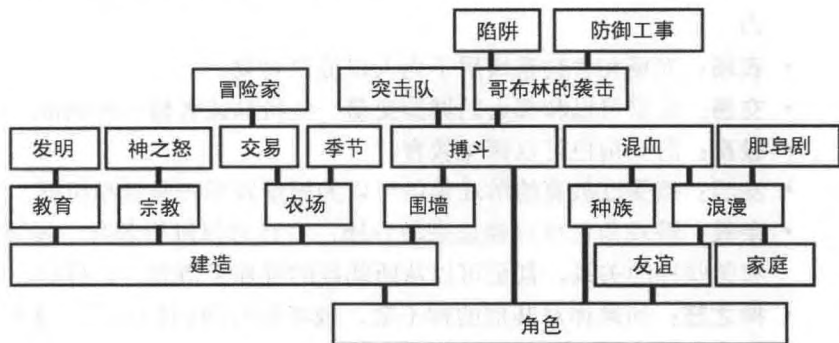 陷阱 防御工事
冒险家 突击队 哥布林的袭击
发明 神之怒 交易 季节 搏斗 混血 肥皂剧
教育 宗教 农场 围墙 种族 浪漫
建造 友谊 家庭
角色